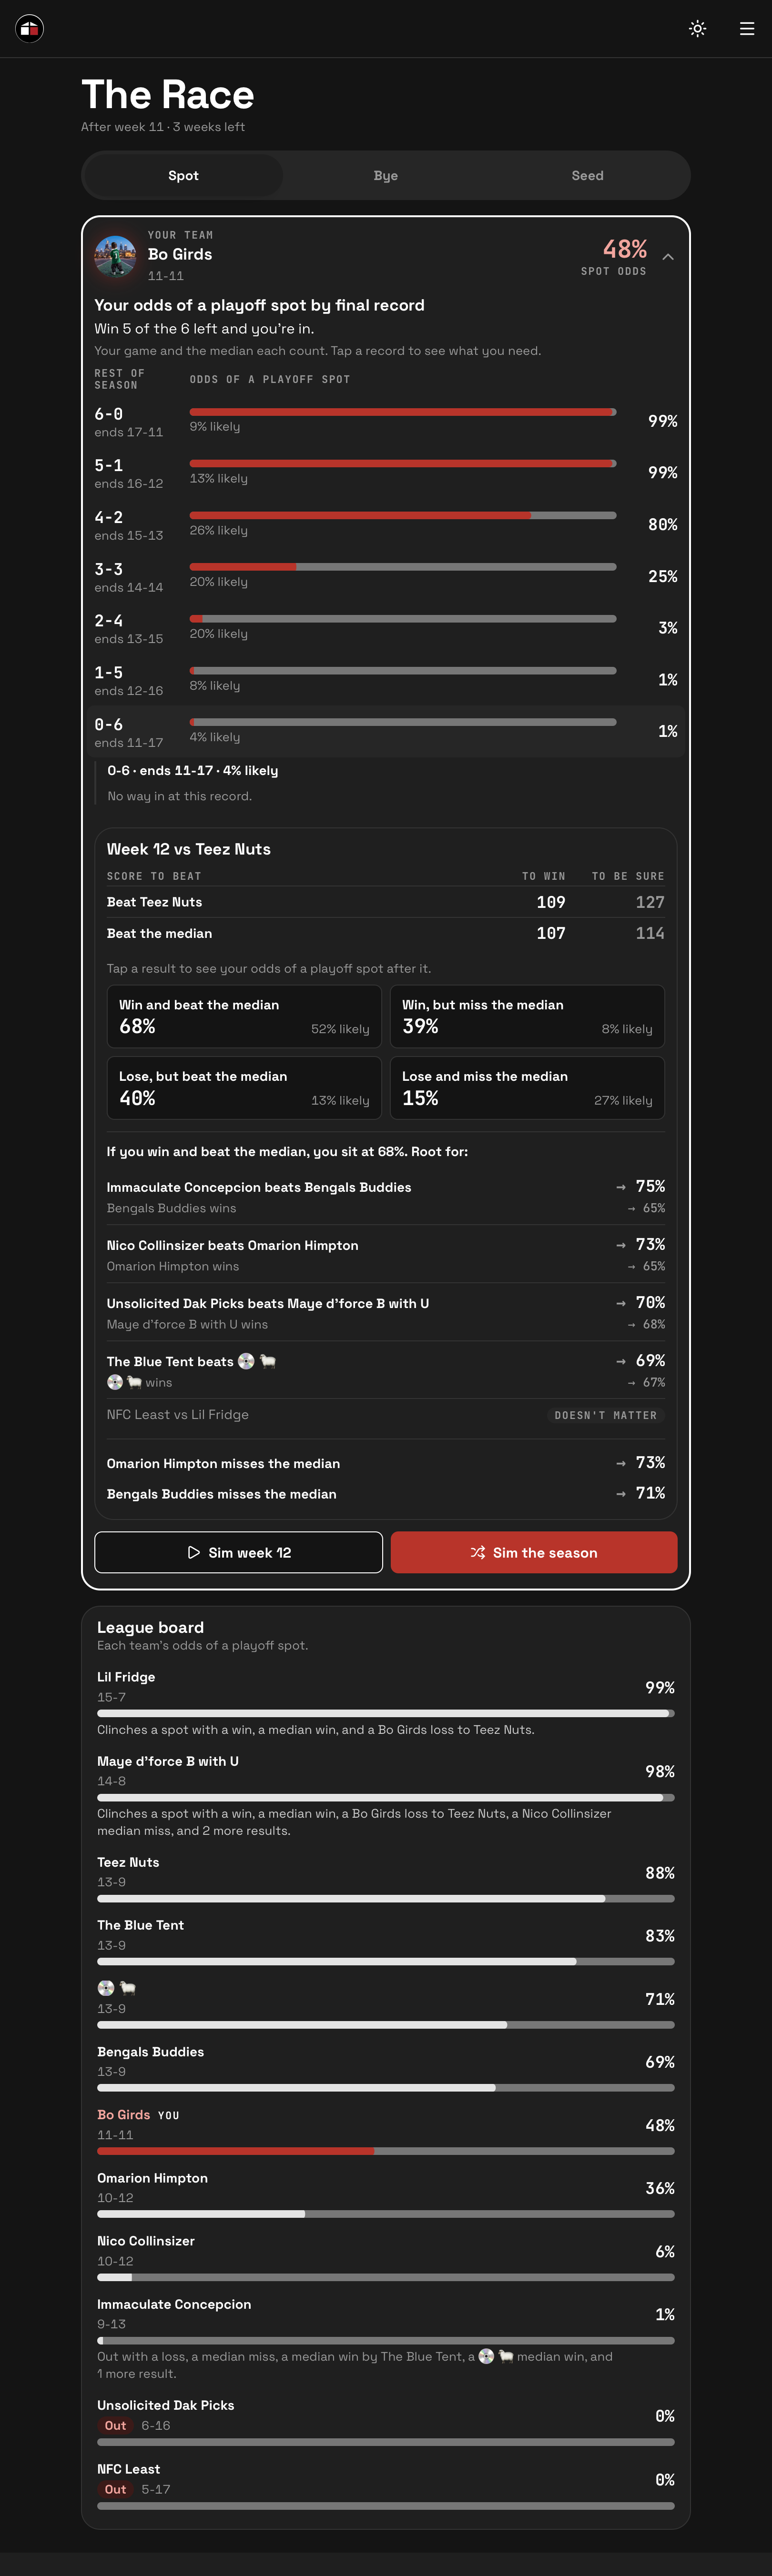 The Race
After week 11 · 3 weeks left
Spot
Bye
Seed
YOUR TEAM
Bo Girds
11-11
48%
SPOT ODDS
Your odds of a playoff spot by final record
Win 5 of the 6 left and you're in.
Your game and the median each count. Tap a record to see what you need.
REST OF
SEASON
ODDS OF A PLAYOFF SPOT
6-0
ends 17-11
9% likely
99%
5-1
ends 16-12
13% likely
99%
4-2
ends 15-13
26% likely
80%
3-3
ends 14-14
20% likely
25%
2-4
ends 13-15
20% likely
3%
1-5
ends 12-16
8% likely
1%
0-6
ends 11-17
4% likely
1%
0-6 · ends 11-17 · 4% likely
No way in at this record.
Week 12 vs Teez Nuts
SCORE TO BEAT TO WIN TO BE SURE
Beat Teez Nuts 109 127
Beat the median 107 114
Tap a result to see your odds of a playoff spot after it.
Win and beat the median
68% 52% likely
Win, but miss the median
39% 8% likely
Lose, but beat the median
40% 13% likely
Lose and miss the median
15% 27% likely
If you win and beat the median, you sit at 68%. Root for:
Immaculate Concepcion beats Bengals Buddies → 75%
Bengals Buddies wins → 65%
Nico Collinsizer beats Omarion Himpton → 73%
Omarion Himpton wins → 65%
Unsolicited Dak Picks beats Maye d'force B with U → 70%
Maye d'force B with U wins → 68%
The Blue Tent beats 💿 🐑 → 69%
💿 🐑 wins → 67%
NFC Least vs Lil Fridge DOESN'T MATTER
Omarion Himpton misses the median → 73%
Bengals Buddies misses the median → 71%
Sim week 12
Sim the season
League board
Each team's odds of a playoff spot.
Lil Fridge
15-7
99%
Clinches a spot with a win, a median win, and a Bo Girds loss to Teez Nuts.
Maye d'force B with U
14-8
98%
Clinches a spot with a win, a median win, a Bo Girds loss to Teez Nuts, a Nico Collinsizer
median miss, and 2 more results.
Teez Nuts
13-9
88%
The Blue Tent
13-9
83%
💿 🐑
13-9
71%
Bengals Buddies
13-9
69%
Bo Girds YOU
11-11
48%
Omarion Himpton
10-12
36%
Nico Collinsizer
10-12
6%
Immaculate Concepcion
9-13
1%
Out with a loss, a median miss, a median win by The Blue Tent, a 💿 🐑 median win, and
1 more result.
Unsolicited Dak Picks
Out 6-16
0%
NFC Least
Out 5-17
0%